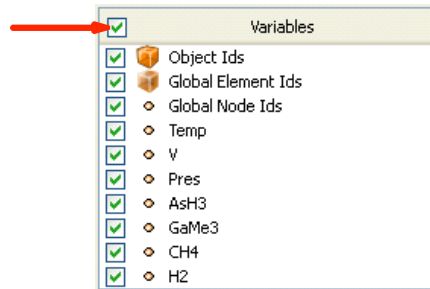 Variables
Object Ids
Global Element Ids
Global Node Ids
Temp
V
Pres
AsH3
GaMe3
CH4
H2